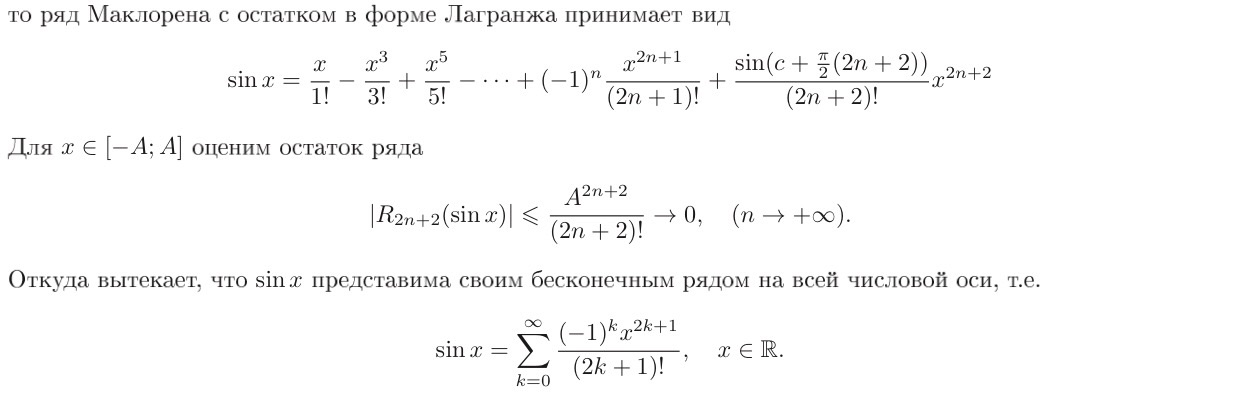 то ряд Маклорена с остатком в форме Лагранжа принимает вид
sin x = x/1! − x^3/3! + x^5/5! − ⋯ + (−1)^n x^{2n+1}/(2n + 1)! + sin(c + π/2(2n + 2))/(2n + 2)! x^{2n+2}
Для x ∈ [−A; A] оценим остаток ряда
|R_{2n+2}(sin x)| ⩽ A^{2n+2}/(2n + 2)! → 0, (n → +∞).
Откуда вытекает, что sin x представима своим бесконечным рядом на всей числовой оси, т.е.
sin x = ∑_{k=0}^{∞} (−1)^k x^{2k+1}/(2k + 1)!, x ∈ ℝ.